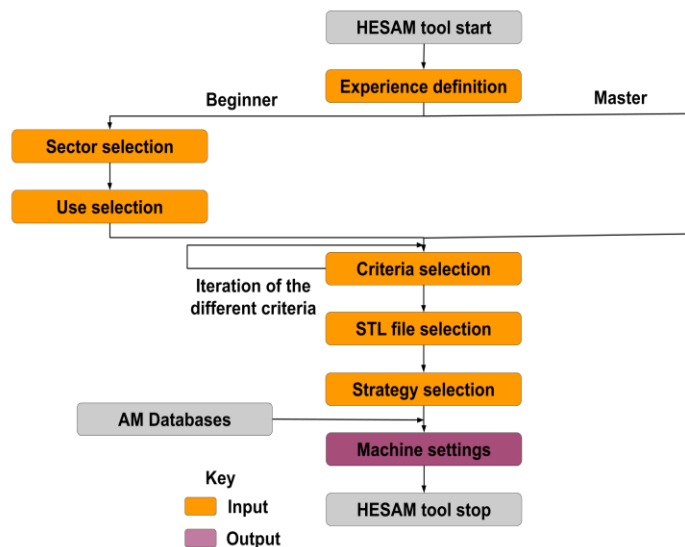 HESAM tool start
Experience definition
Beginner
Master
Sector selection
Use selection
Criteria selection
Iteration of the
different criteria
STL file selection
Strategy selection
AM Databases
Machine settings
HESAM tool stop
Key
Input
Output